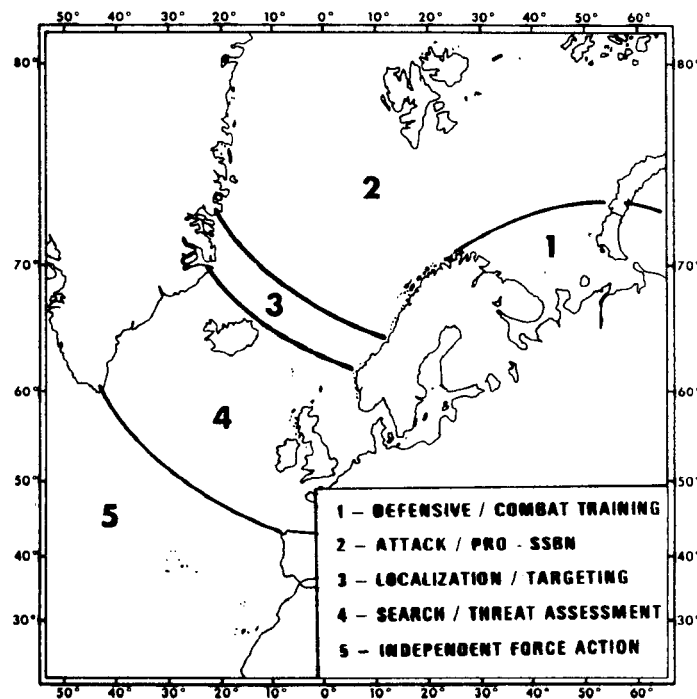 50° 40° 30° 20° 10° 0° 10° 20° 30° 40° 50° 60°
80° 80°
2
1
70° 70°
3
60° 60°
4
50° 50°
5
40° 40°
30° 30°
1 – DEFENSIVE / COMBAT TRAINING
2 – ATTACK / PRO - SSBN
3 – LOCALIZATION / TARGETING
4 – SEARCH / THREAT ASSESSMENT
5 – INDEPENDENT FORCE ACTION
50° 40° 30° 20° 10° 0° 10° 20° 30° 40° 50° 60°